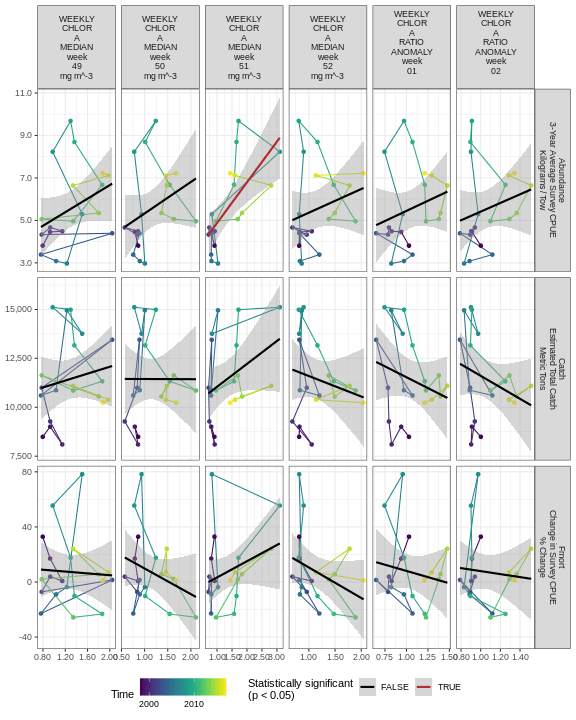 WEEKLY
CHLOR
A
MEDIAN
week
49
mg m^-3
WEEKLY
CHLOR
A
MEDIAN
week
50
mg m^-3
WEEKLY
CHLOR
A
MEDIAN
week
51
mg m^-3
WEEKLY
CHLOR
A
MEDIAN
week
52
mg m^-3
WEEKLY
CHLOR
A
RATIO
ANOMALY
week
01
WEEKLY
CHLOR
A
RATIO
ANOMALY
week
02
11.0
9.0
7.0
5.0
3.0
Abundance
3-Year Average Survey CPUE
Kilograms / Tow
15,000
12,500
10,000
7,500
Catch
Estimated Total Catch
Metric Tons
80
40
0
-40
Fmort
Change in Survey CPUE
% Change
0.80 1.20 1.60 2.00
0.50 1.00 1.50 2.00
1.00 1.50 2.00 2.50 3.00
1.00 1.50 2.00
0.75 1.00 1.25 1.50
0.80 1.00 1.20 1.40
Time
2000 2010
Statistically significant
(p < 0.05)
FALSE
TRUE